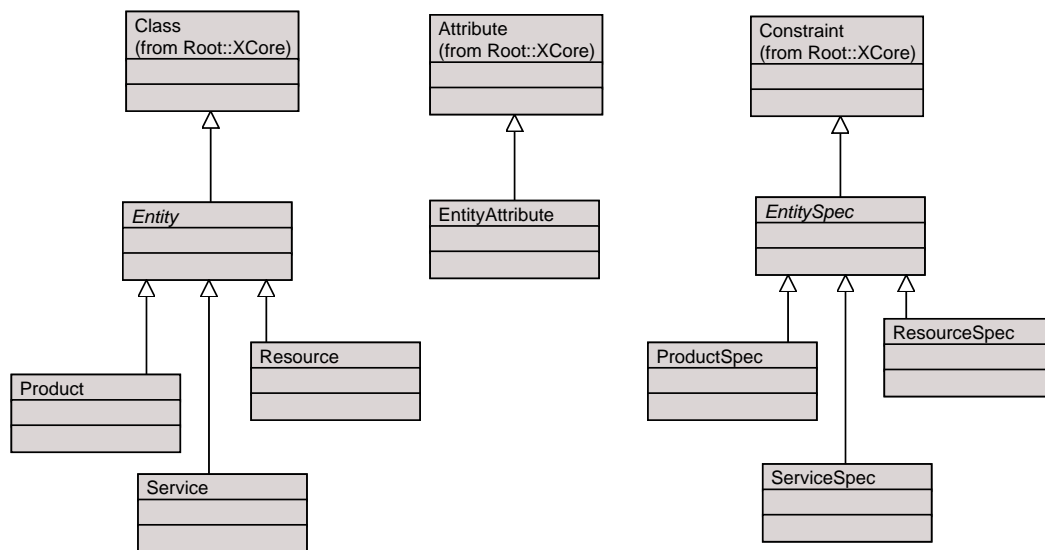 Class
(from Root::XCore)
Attribute
(from Root::XCore)
Constraint
(from Root::XCore)
Entity
EntityAttribute
EntitySpec
Product
Resource
Service
ProductSpec
ResourceSpec
ServiceSpec